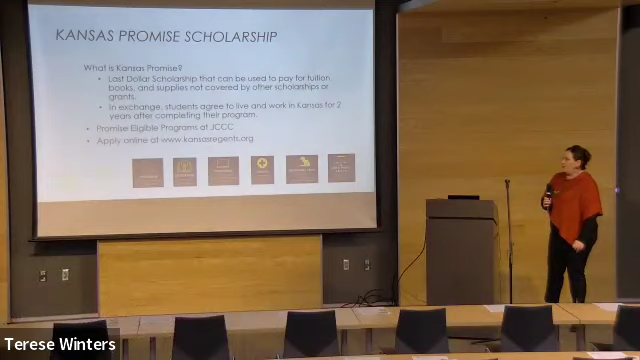 KANSAS PROMISE SCHOLARSHIP
What is Kansas Promise?
• Last Dollar Scholarship that can be used to pay for tuition,
books, and supplies not covered by other scholarships or
grants.
• In exchange, students agree to live and work in Kansas for 2
years after completing their program.
• Promise Eligible Programs at JCCC
• Apply online at www.kansasregents.org
Terese Winters